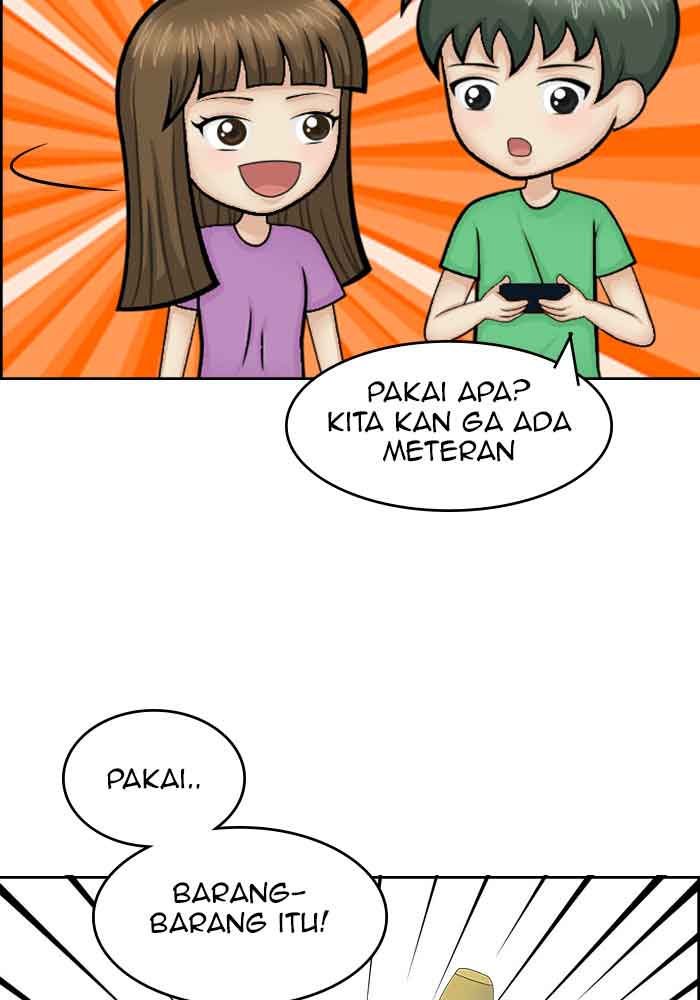 PAKAI APA?
KITA KAN GA ADA
METERAN
PAKAI..
BARANG-
BARANG ITU!